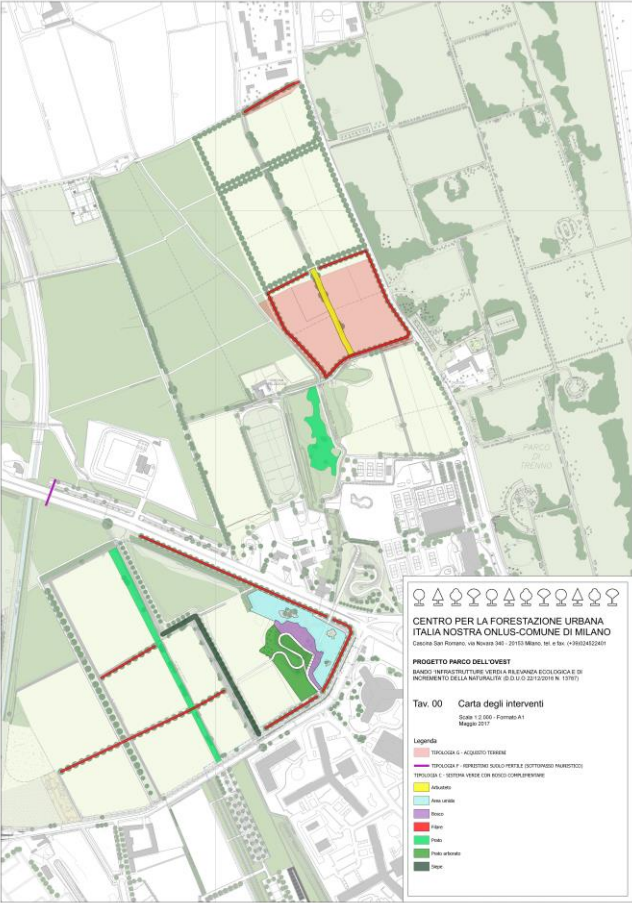 PARCO
DI
TRENNO
CENTRO PER LA FORESTAZIONE URBANA
ITALIA NOSTRA ONLUS-COMUNE DI MILANO
Cascina San Romano, via Novara 340 - 20153 Milano, tel. e fax (+39)024522401
PROGETTO PARCO DELL'OVEST
BANDO "INFRASTRUTTURE VERDI A RILEVANZA ECOLOGICA E DI
INCREMENTO DELLA NATURALITA' (D.D.U.O 22/12/2016 N. 13787)
Tav. 00 Carta degli interventi
Scala 1:2.000 - Formato A1
Maggio 2017
Legenda
TIPOLOGIA G - ACQUISTO TERRENI
TIPOLOGIA F - RIPRISTINO SUOLO FERTILE (SOTTOPASSO FAUNISTICO)
TIPOLOGIA C - SISTEMA VERDE CON BOSCO COMPLEMENTARE
Arbusteto
Area umida
Bosco
Filare
Prato
Prato arborato
Siepe